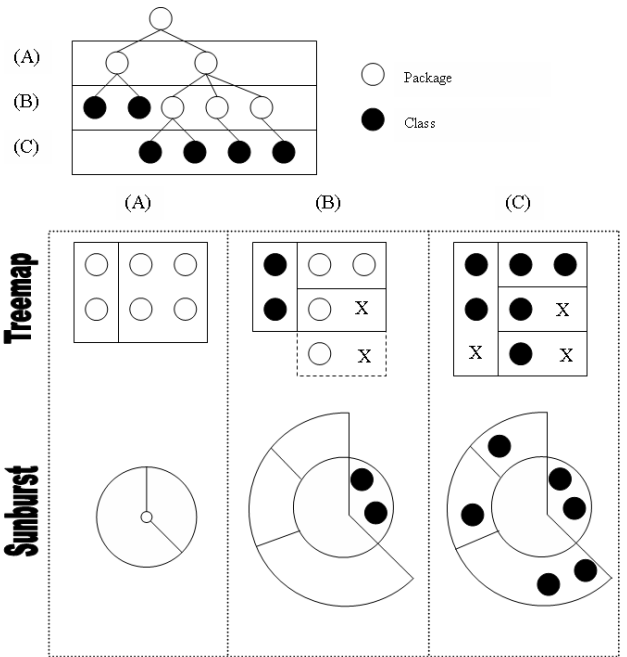 (A)
Package
(B)
Class
(C)
(A) (B) (C)
Treemap
X
X
X
X
X
Sunburst